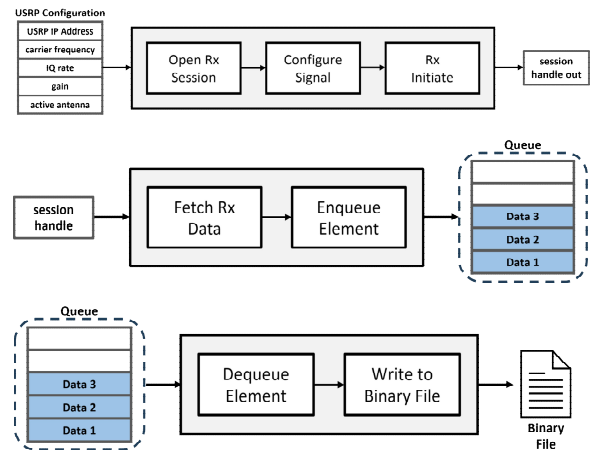 USRP Configuration
USRP IP Address
carrier frequency
IQ rate
gain
active antenna
Open Rx
Session
Configure
Signal
Rx
Initiate
session
handle out
Queue
session
handle
Fetch Rx
Data
Enqueue
Element
Data 3
Data 2
Data 1
Queue
Data 3
Data 2
Data 1
Dequeue
Element
Write to
Binary File
Binary
File